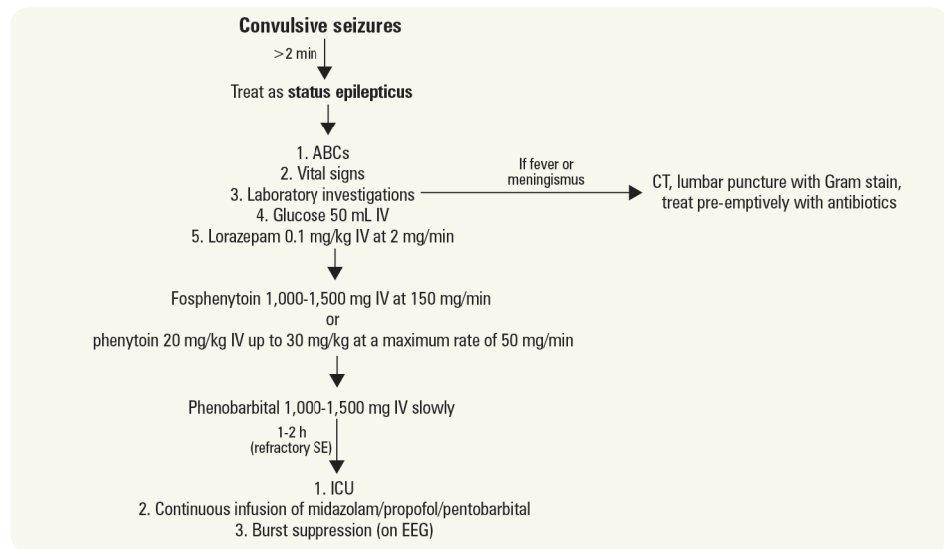 Convulsive seizures
>2 min
Treat as status epilepticus
1. ABCs
2. Vital signs
3. Laboratory investigations
4. Glucose 50 mL IV
5. Lorazepam 0.1 mg/kg IV at 2 mg/min
If fever or
meningismus
CT, lumbar puncture with Gram stain,
treat pre-emptively with antibiotics
Fosphenytoin 1,000-1,500 mg IV at 150 mg/min
or
phenytoin 20 mg/kg IV up to 30 mg/kg at a maximum rate of 50 mg/min
Phenobarbital 1,000-1,500 mg IV slowly
1-2 h
(refractory SE)
1. ICU
2. Continuous infusion of midazolam/propofol/pentobarbital
3. Burst suppression (on EEG)